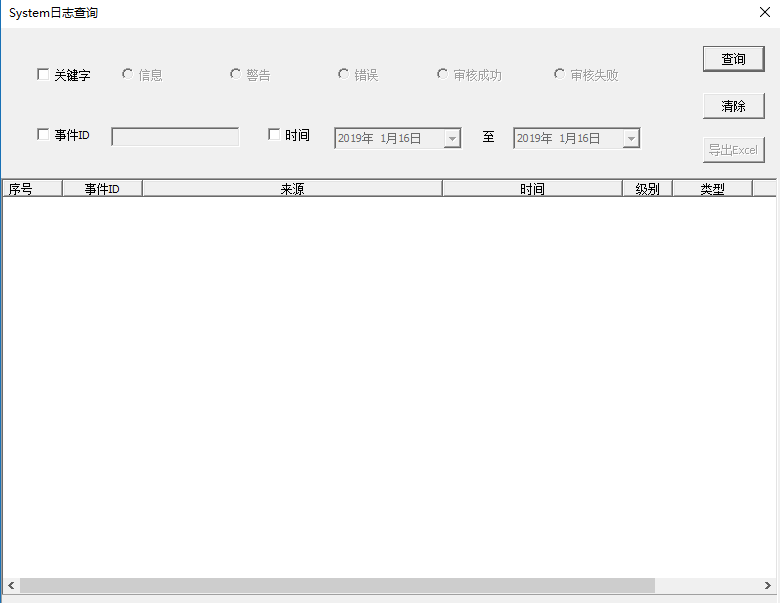 System日志查询
关键字 信息 警告 错误 审核成功 审核失败 查询
清除
事件ID 时间 2019年 1月16日 至 2019年 1月16日
导出Excel
序号 事件ID 来源 时间 级别 类型